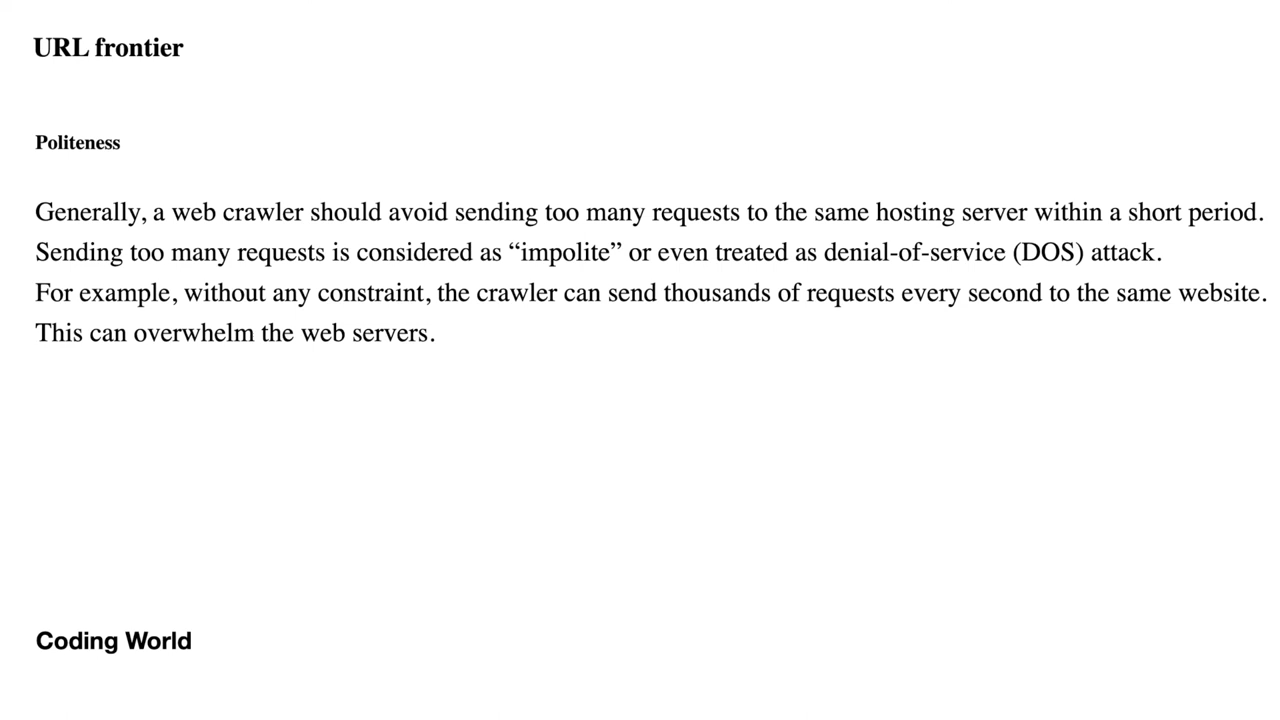 URL frontier
Politeness
Generally, a web crawler should avoid sending too many requests to the same hosting server within a short period.
Sending too many requests is considered as “impolite” or even treated as denial-of-service (DOS) attack.
For example, without any constraint, the crawler can send thousands of requests every second to the same website.
This can overwhelm the web servers.
Coding World